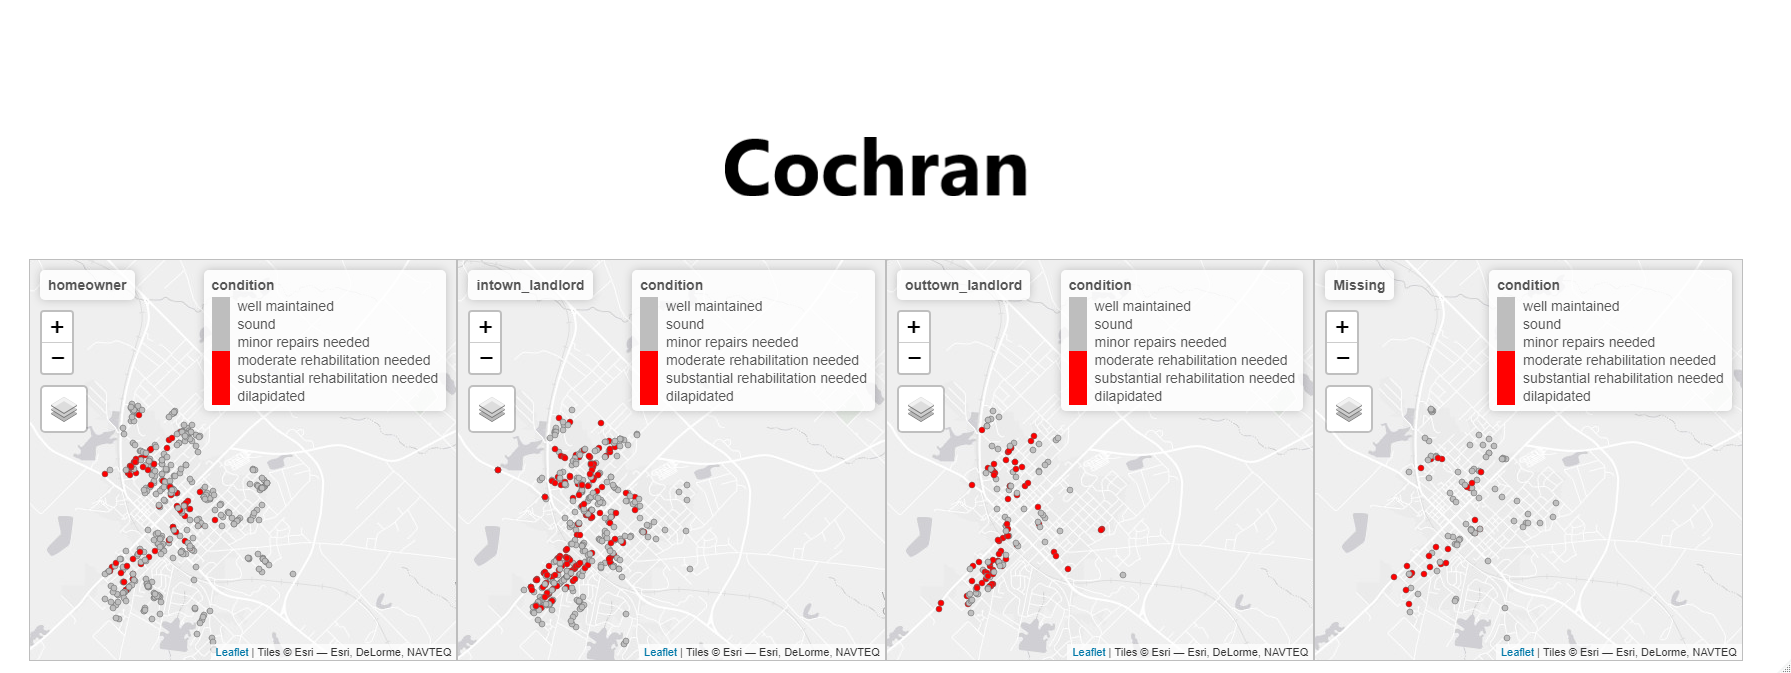 Cochran
homeowner
+
−
condition
well maintained
sound
minor repairs needed
moderate rehabilitation needed
substantial rehabilitation needed
dilapidated
Leaflet | Tiles © Esri — Esri, DeLorme, NAVTEQ
intown_landlord
+
−
condition
well maintained
sound
minor repairs needed
moderate rehabilitation needed
substantial rehabilitation needed
dilapidated
Leaflet | Tiles © Esri — Esri, DeLorme, NAVTEQ
outtown_landlord
+
−
condition
well maintained
sound
minor repairs needed
moderate rehabilitation needed
substantial rehabilitation needed
dilapidated
Leaflet | Tiles © Esri — Esri, DeLorme, NAVTEQ
Missing
+
−
condition
well maintained
sound
minor repairs needed
moderate rehabilitation needed
substantial rehabilitation needed
dilapidated
Leaflet | Tiles © Esri — Esri, DeLorme, NAVTEQ